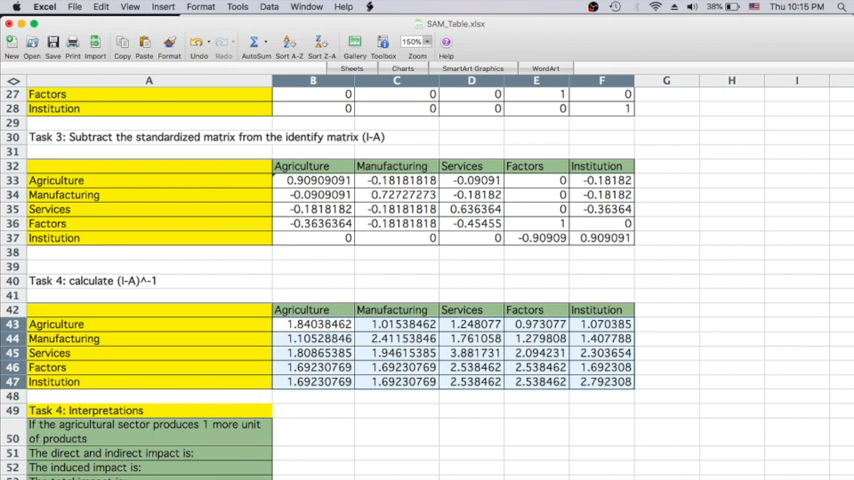 Excel File Edit View Insert Format Tools Data Window Help 38% Thu 10:15 PM
SAM_Table.xlsx
150%
New Open Save Print Import Copy Paste Format Undo Redo AutoSum Sort A-Z Sort Z-A Gallery Toolbox Zoom Help
Sheets Charts SmartArt Graphics WordArt
A B C D E F G H I
27 Factors 0 0 0 1 0
28 Institution 0 0 0 0 1
29
30 Task 3: Subtract the standardized matrix from the identify matrix (I-A)
31
32 Agriculture Manufacturing Services Factors Institution
33 Agriculture 0.90909091 -0.18181818 -0.09091 0 -0.18182
34 Manufacturing -0.0909091 0.72727273 -0.18182 0 -0.18182
35 Services -0.1818182 -0.18181818 0.636364 0 -0.36364
36 Factors -0.3636364 -0.18181818 -0.45455 1 0
37 Institution 0 0 0 -0.90909 0.909091
38
39
40 Task 4: calculate (I-A)^-1
41
42 Agriculture Manufacturing Services Factors Institution
43 Agriculture 1.84038462 1.01538462 1.248077 0.973077 1.070385
44 Manufacturing 1.10528846 2.41153846 1.761058 1.279808 1.407788
45 Services 1.80865385 1.94615385 3.881731 2.094231 2.303654
46 Factors 1.69230769 1.69230769 2.538462 2.538462 1.692308
47 Institution 1.69230769 1.69230769 2.538462 2.538462 2.792308
48
49 Task 4: Interpretations
If the agricultural sector produces 1 more unit
50 of products
51 The direct and indirect impact is:
52 The induced impact is:
The total impact is: